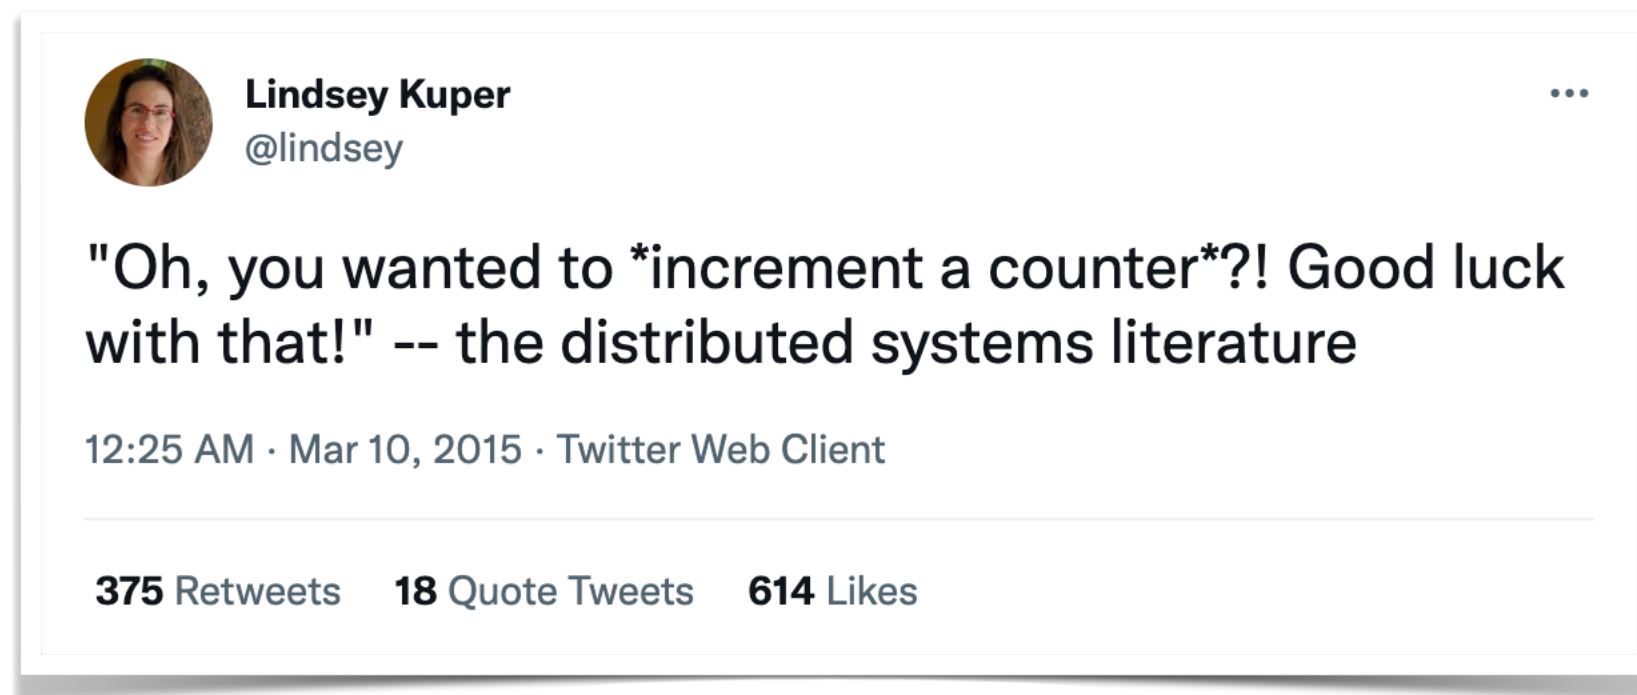 Lindsey Kuper
@lindsey
"Oh, you wanted to *increment a counter*?! Good luck
with that!" -- the distributed systems literature
12:25 AM · Mar 10, 2015 · Twitter Web Client
375 Retweets 18 Quote Tweets 614 Likes